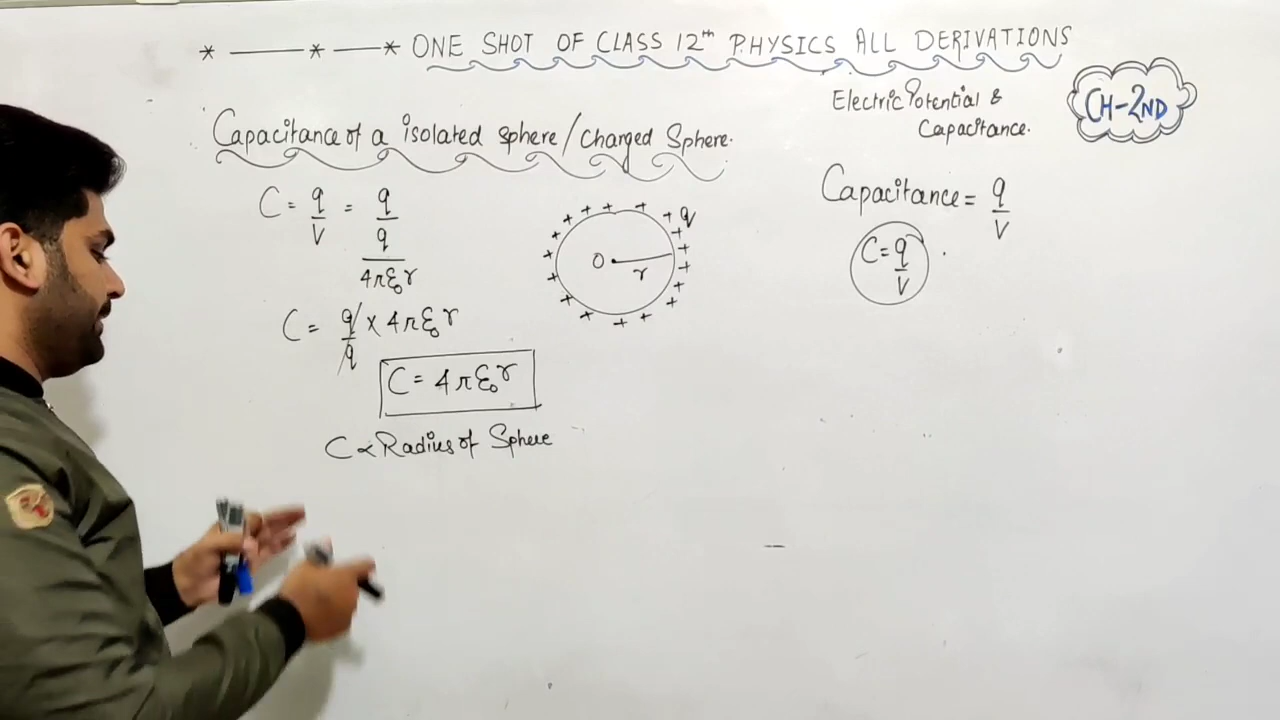 * —— * — * ONE SHOT OF CLASS 12th PHYSICS ALL DERIVATIONS
Electric Potential &
Capacitance.
CH-2ND
Capacitance of a isolated sphere/Charged Sphere.
C = q/V = q/(q/4πε₀r)
C = q/q × 4πε₀r
C = 4πε₀r
C ∝ Radius of Sphere
+ + + + + q
+ + + + + + + + + + + + +
O r
Capacitance = q/V
C = q/V